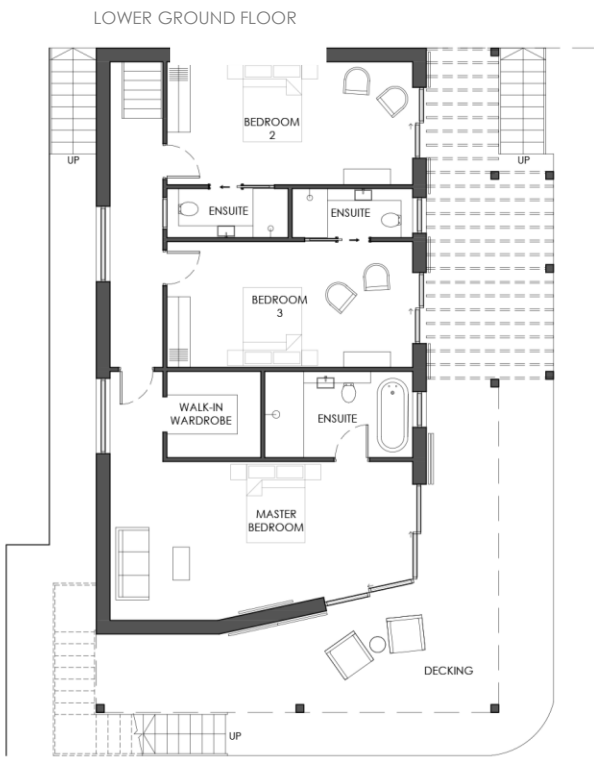 LOWER GROUND FLOOR
BEDROOM
2
UP
UP
ENSUITE
ENSUITE
BEDROOM
3
WALK-IN
WARDROBE
ENSUITE
MASTER
BEDROOM
DECKING
UP